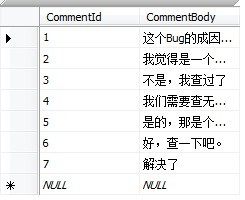 CommentId CommentBody
1 这个Bug的成因...
2 我觉得是一个...
3 不是，我查过了
4 我们需要查无...
5 是的，那是个...
6 好，查一下吧。
7 解决了
NULL NULL